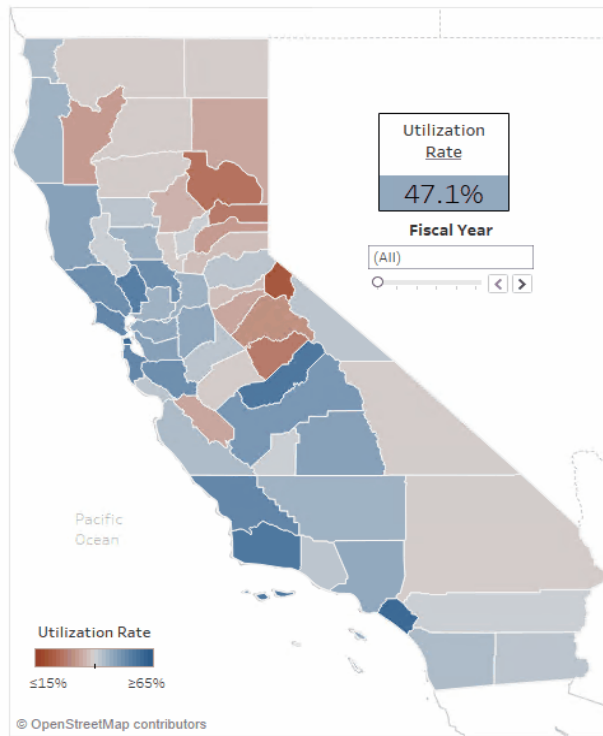 Utilization
Rate
47.1%
Fiscal Year
(All)
Pacific
Ocean
Utilization Rate
≤15%
≥65%
© OpenStreetMap contributors